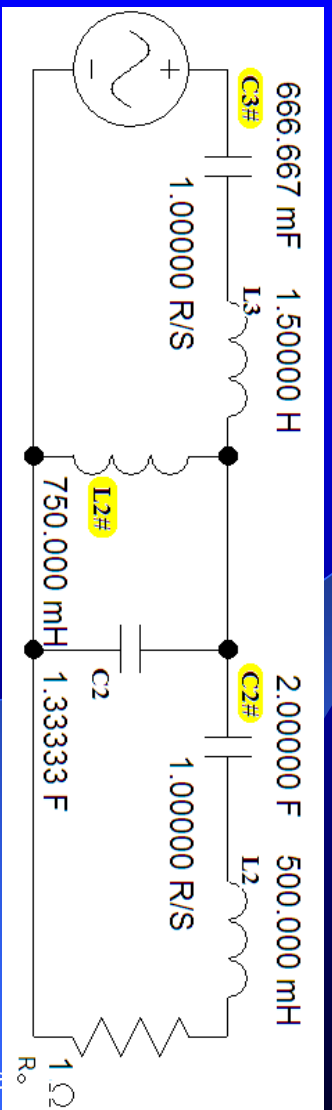 666.667 mF
1.50000 H
2.00000 F
500.000 mH
C3#
L3
C2#
L2
1.00000 R/S
1.00000 R/S
L2#
C2
750.000 mH
1.33333 F
1 Ω
R₀